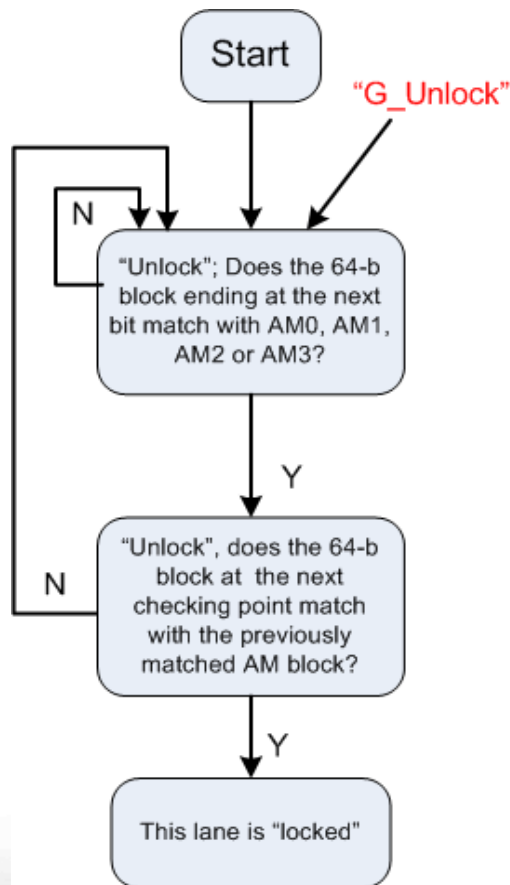 Start
“G_Unlock”
N
“Unlock”; Does the 64-b
block ending at the next
bit match with AM0, AM1,
AM2 or AM3?
Y
“Unlock”, does the 64-b
block at the next
checking point match
with the previously
matched AM block?
N
Y
This lane is “locked”